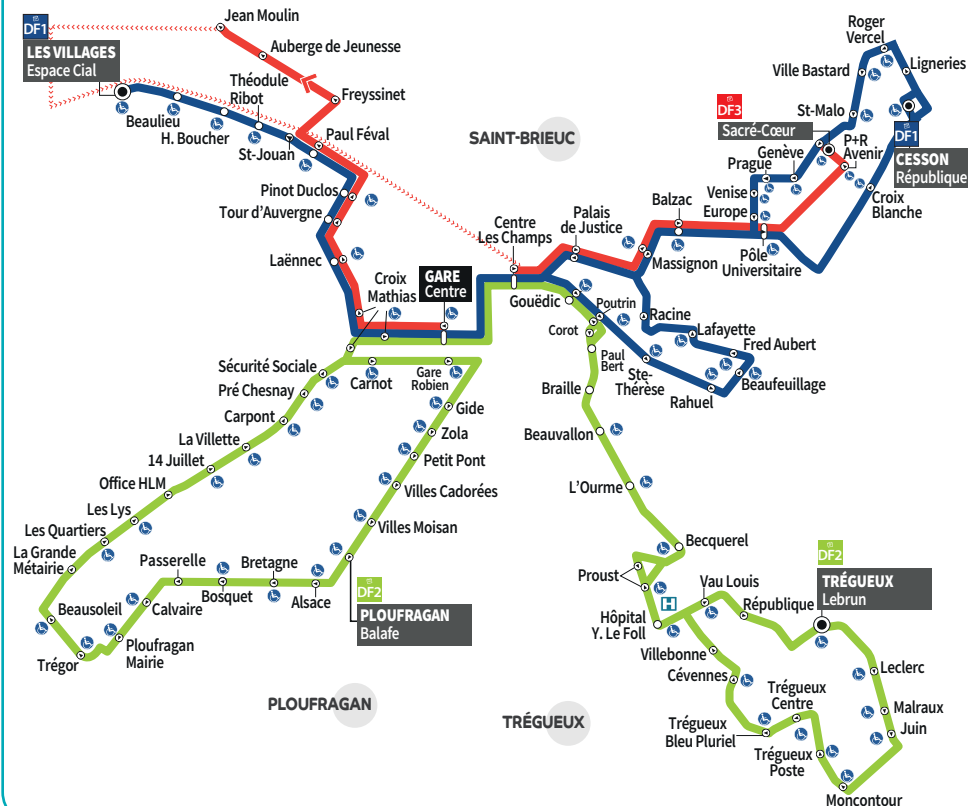 Jean Moulin
Auberge de Jeunesse
DF1
LES VILLAGES
Espace Cial
Théodule
Ribot
Freyssinet
Beaulieu
H. Boucher
St-Jouan
Paul Féval
Pinot Duclos
Tour d'Auvergne
Laënnec
Croix
Mathias
GARE
Centre
SAINT-BRIEUC
Centre
Les Champs
Palais
de Justice
Balzac
Massignon
Roger
Vercel
Ville Bastard
Ligneries
St-Malo
DF3
Sacré-Cœur
Genève
Prague
P+R
Avenir
DF1
CESSON
République
Venise
Europe
Croix
Blanche
Pôle
Universitaire
Gouëdic
Poutrin
Corot
Racine
Lafayette
Fred Aubert
Paul
Bert
Ste-
Thérèse
Beaufeuillage
Rahuel
Braille
Beauvallon
L'Ourme
Becquerel
Sécurité Sociale
Carnot
Gare
Robien
Pré Chesnay
Gide
Carpont
Zola
La Villette
Petit Pont
14 Juillet
Villes Cadorées
Office HLM
Les Lys
Villes Moisan
Les Quartiers
La Grande
Métairie
Passerelle
Bretagne
Bosquet
Alsace
DF2
PLOUFRAGAN
Balafe
Beausoleil
Calvaire
Ploufragan
Mairie
Trégor
Proust
H
Hôpital
Y. Le Foll
Vau Louis
République
DF2
TRÉGUEUX
Lebrun
Villebonne
Cévennes
Leclerc
Trégueux
Centre
Malraux
Juin
Trégueux
Bleu Pluriel
Trégueux
Poste
Moncontour
PLOUFRAGAN
TRÉGUEUX